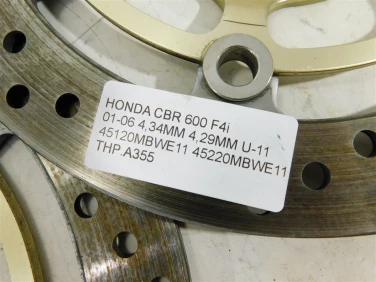 HONDA CBR 600 F4i
01-06 4,34MM 4,29MM U-11
45120MBWE11 45220MBWE11
THP.A355